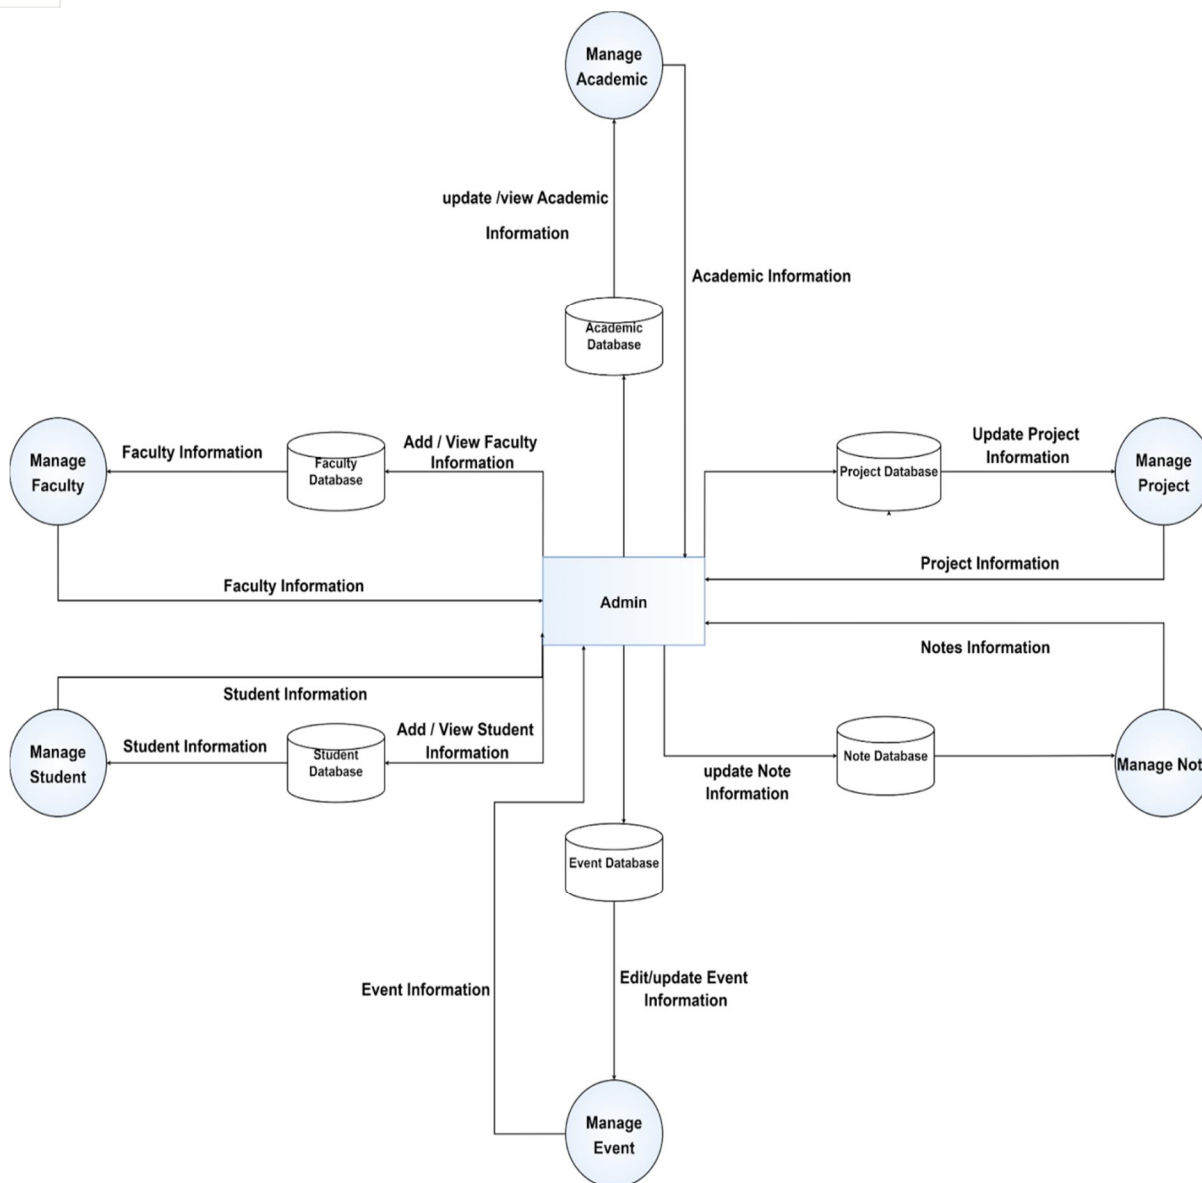 Manage
Academic
update /view Academic
Information
Academic Information
Academic
Database
Manage
Faculty
Faculty Information
Faculty
Database
Add / View Faculty
Information
Project Database
Update Project
Information
Manage
Project
Faculty Information
Admin
Project Information
Notes Information
Student Information
Manage
Student
Student Information
Student
Database
Add / View Student
Information
update Note
Information
Note Database
Manage Not
Event Database
Event Information
Edit/update Event
Information
Manage
Event